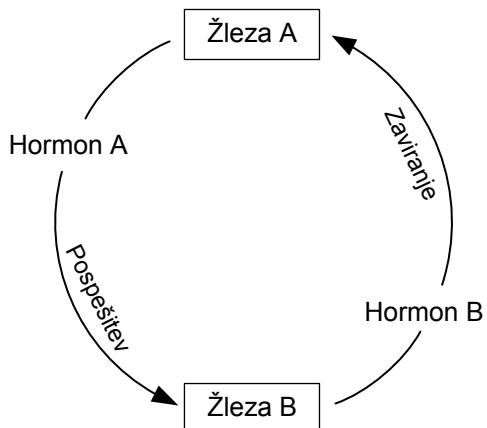 Žleza A
Hormon A
Zaviranje
Pospešitev
Hormon B
Žleza B